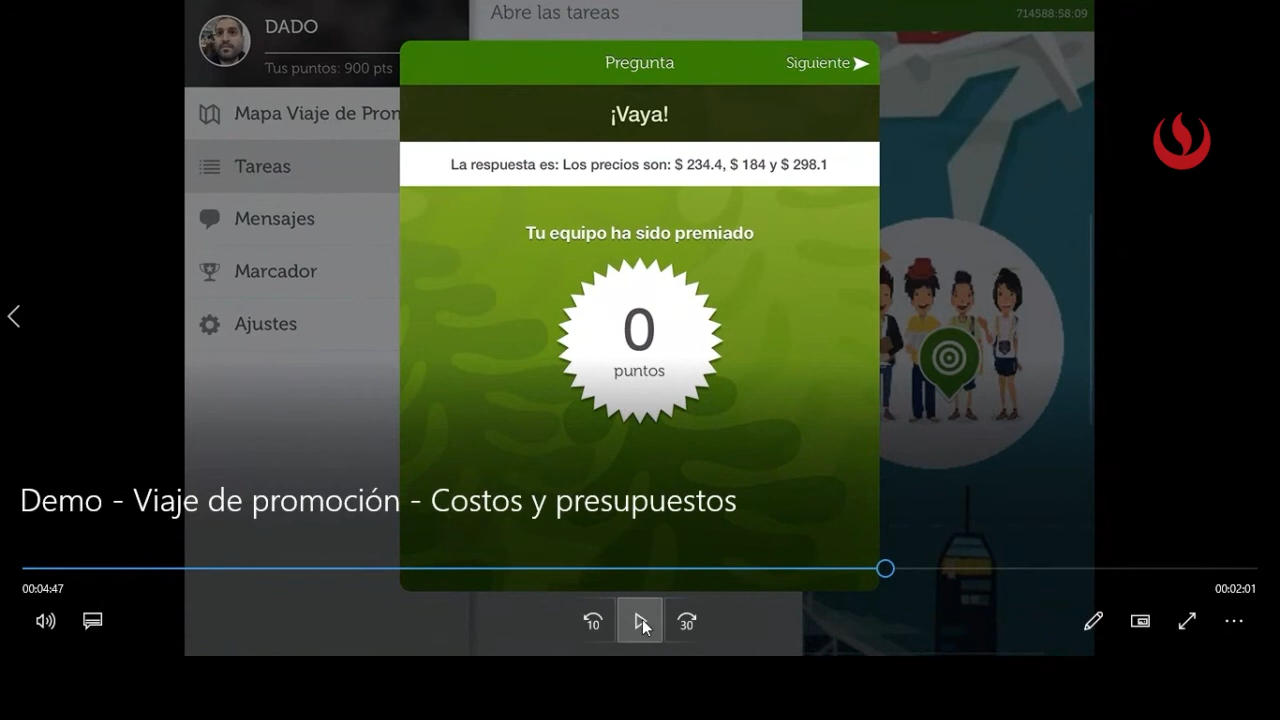 DADO
Tus puntos: 900 pts
Abre las tareas
714588:58:09
Mapa Viaje de Pron
Tareas
Mensajes
Marcador
Ajustes
Pregunta
Siguiente
¡Vaya!
La respuesta es: Los precios son: $ 234.4, $ 184 y $ 298.1
Tu equipo ha sido premiado
0
puntos
Demo - Viaje de promoción - Costos y presupuestos
00:04:47
00:02:01
10
30